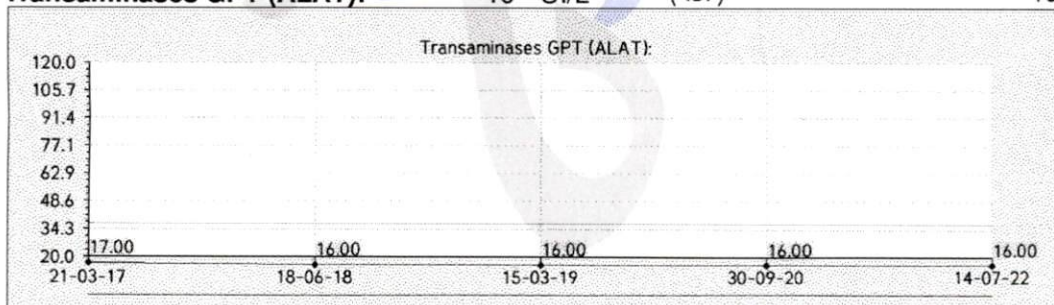 Transaminases GPT (ALAT):
Transaminases GPT (ALAT):
120.0
105.7
91.4
77.1
62.9
48.6
34.3
20.0
17.00 16.00 16.00 16.00 16.00
21-03-17 18-06-18 15-03-19 30-09-20 14-07-22